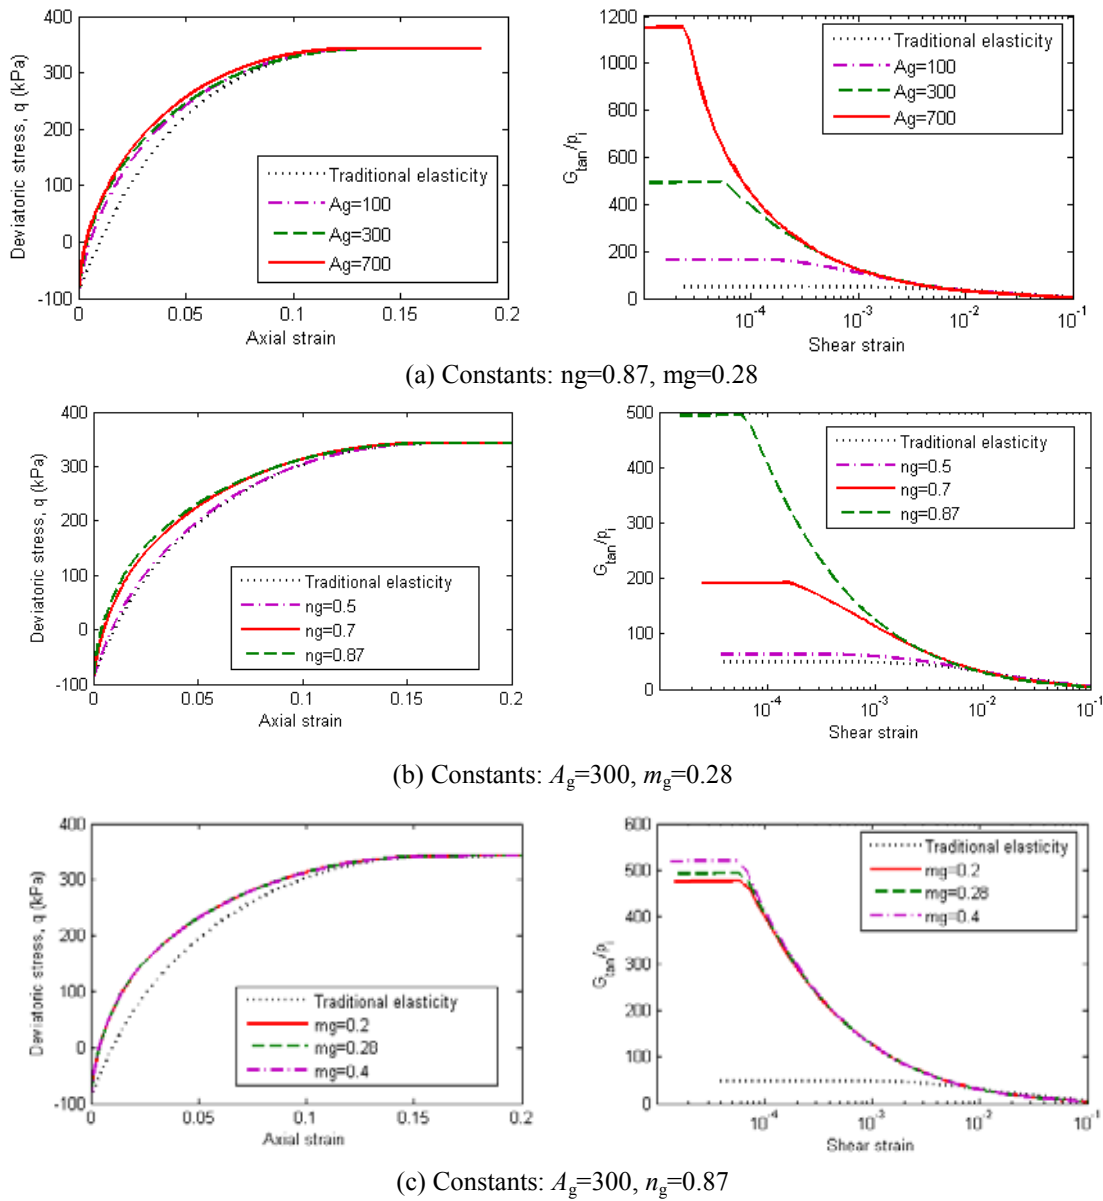 400
300
200
100
0
-100
0
0.05
0.1
0.15
0.2
Deviatoric stress, q (kPa)
Axial strain
Traditional elasticity
Ag=100
Ag=300
Ag=700
1200
1000
800
600
400
200
0
10-4
10-3
10-2
10-1
Gtan/pi
Shear strain
Traditional elasticity
Ag=100
Ag=300
Ag=700
(a) Constants: ng=0.87, mg=0.28
400
300
200
100
0
-100
0
0.05
0.1
0.15
0.2
Deviatoric stress, q (kPa)
Axial strain
Traditional elasticity
ng=0.5
ng=0.7
ng=0.87
500
400
300
200
100
0
10-4
10-3
10-2
10-1
Gtan/pi
Shear strain
Traditional elasticity
ng=0.5
ng=0.7
ng=0.87
(b) Constants: Ag=300, mg=0.28
400
300
200
100
0
-100
0
0.05
0.1
0.15
0.2
Deviatoric stress, q (kPa)
Axial strain
Traditional elasticity
mg=0.2
mg=0.28
mg=0.4
600
500
400
300
200
100
0
10-4
10-3
10-2
10-1
Gtan/pi
Shear strain
Traditional elasticity
mg=0.2
mg=0.28
mg=0.4
(c) Constants: Ag=300, ng=0.87